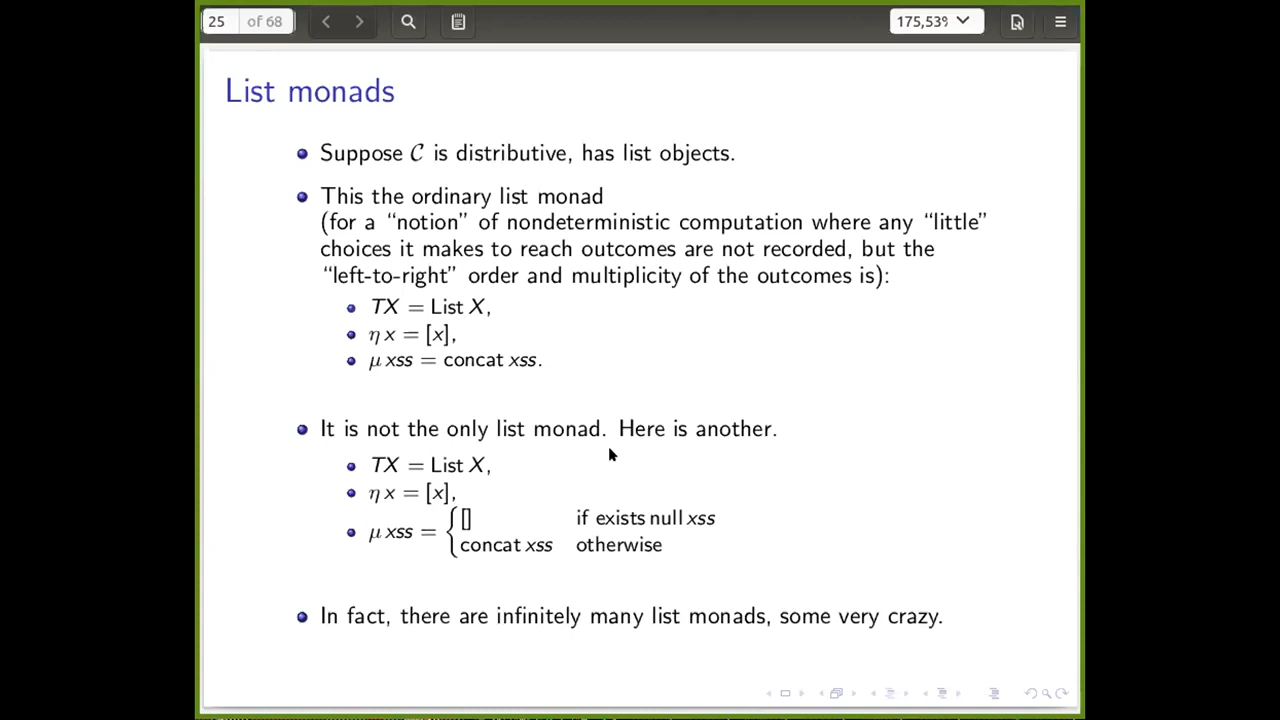 25 of 68
175,53%
List monads
Suppose 𝒞 is distributive, has list objects.
This the ordinary list monad
(for a “notion” of nondeterministic computation where any “little”
choices it makes to reach outcomes are not recorded, but the
“left-to-right” order and multiplicity of the outcomes is):
TX = List X,
η x = [x],
μ xss = concat xss.
It is not the only list monad. Here is another.
TX = List X,
η x = [x],
μ xss = { [] if exists null xss
concat xss otherwise
In fact, there are infinitely many list monads, some very crazy.